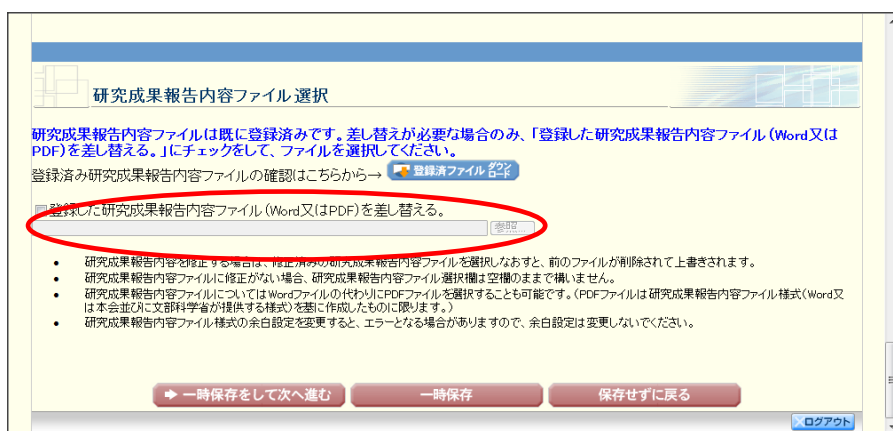 研究成果報告内容ファイル選択
研究成果報告内容ファイルは既に登録済みです。差し替えが必要な場合のみ、「登録した研究成果報告内容ファイル(Word又は
PDF)を差し替える。」にチェックをして、ファイルを選択してください。
登録済み研究成果報告内容ファイルの確認はこちらから→ 登録済ファイル ダウンロード
登録した研究成果報告内容ファイル(Word又はPDF)を差し替える。
参照...
• 研究成果報告内容を修正する場合は、修正済みの研究成果報告内容ファイルを選択しなおすと、前のファイルが削除されて上書きされます。
• 研究成果報告内容ファイルに修正がない場合、研究成果報告内容ファイル選択欄は空欄のままで構いません。
• 研究成果報告内容ファイルについてはWordファイルの代わりにPDFファイルを選択することも可能です。(PDFファイルは研究成果報告内容ファイル様式(Word又
は本会並びに文部科学省が提供する様式)を基に作成したものに限ります。)
• 研究成果報告内容ファイル様式の余白設定を変更すると、エラーとなる場合がありますので、余白設定は変更しないでください。
一時保存をして次へ進む 一時保存 保存せずに戻る
ログアウト